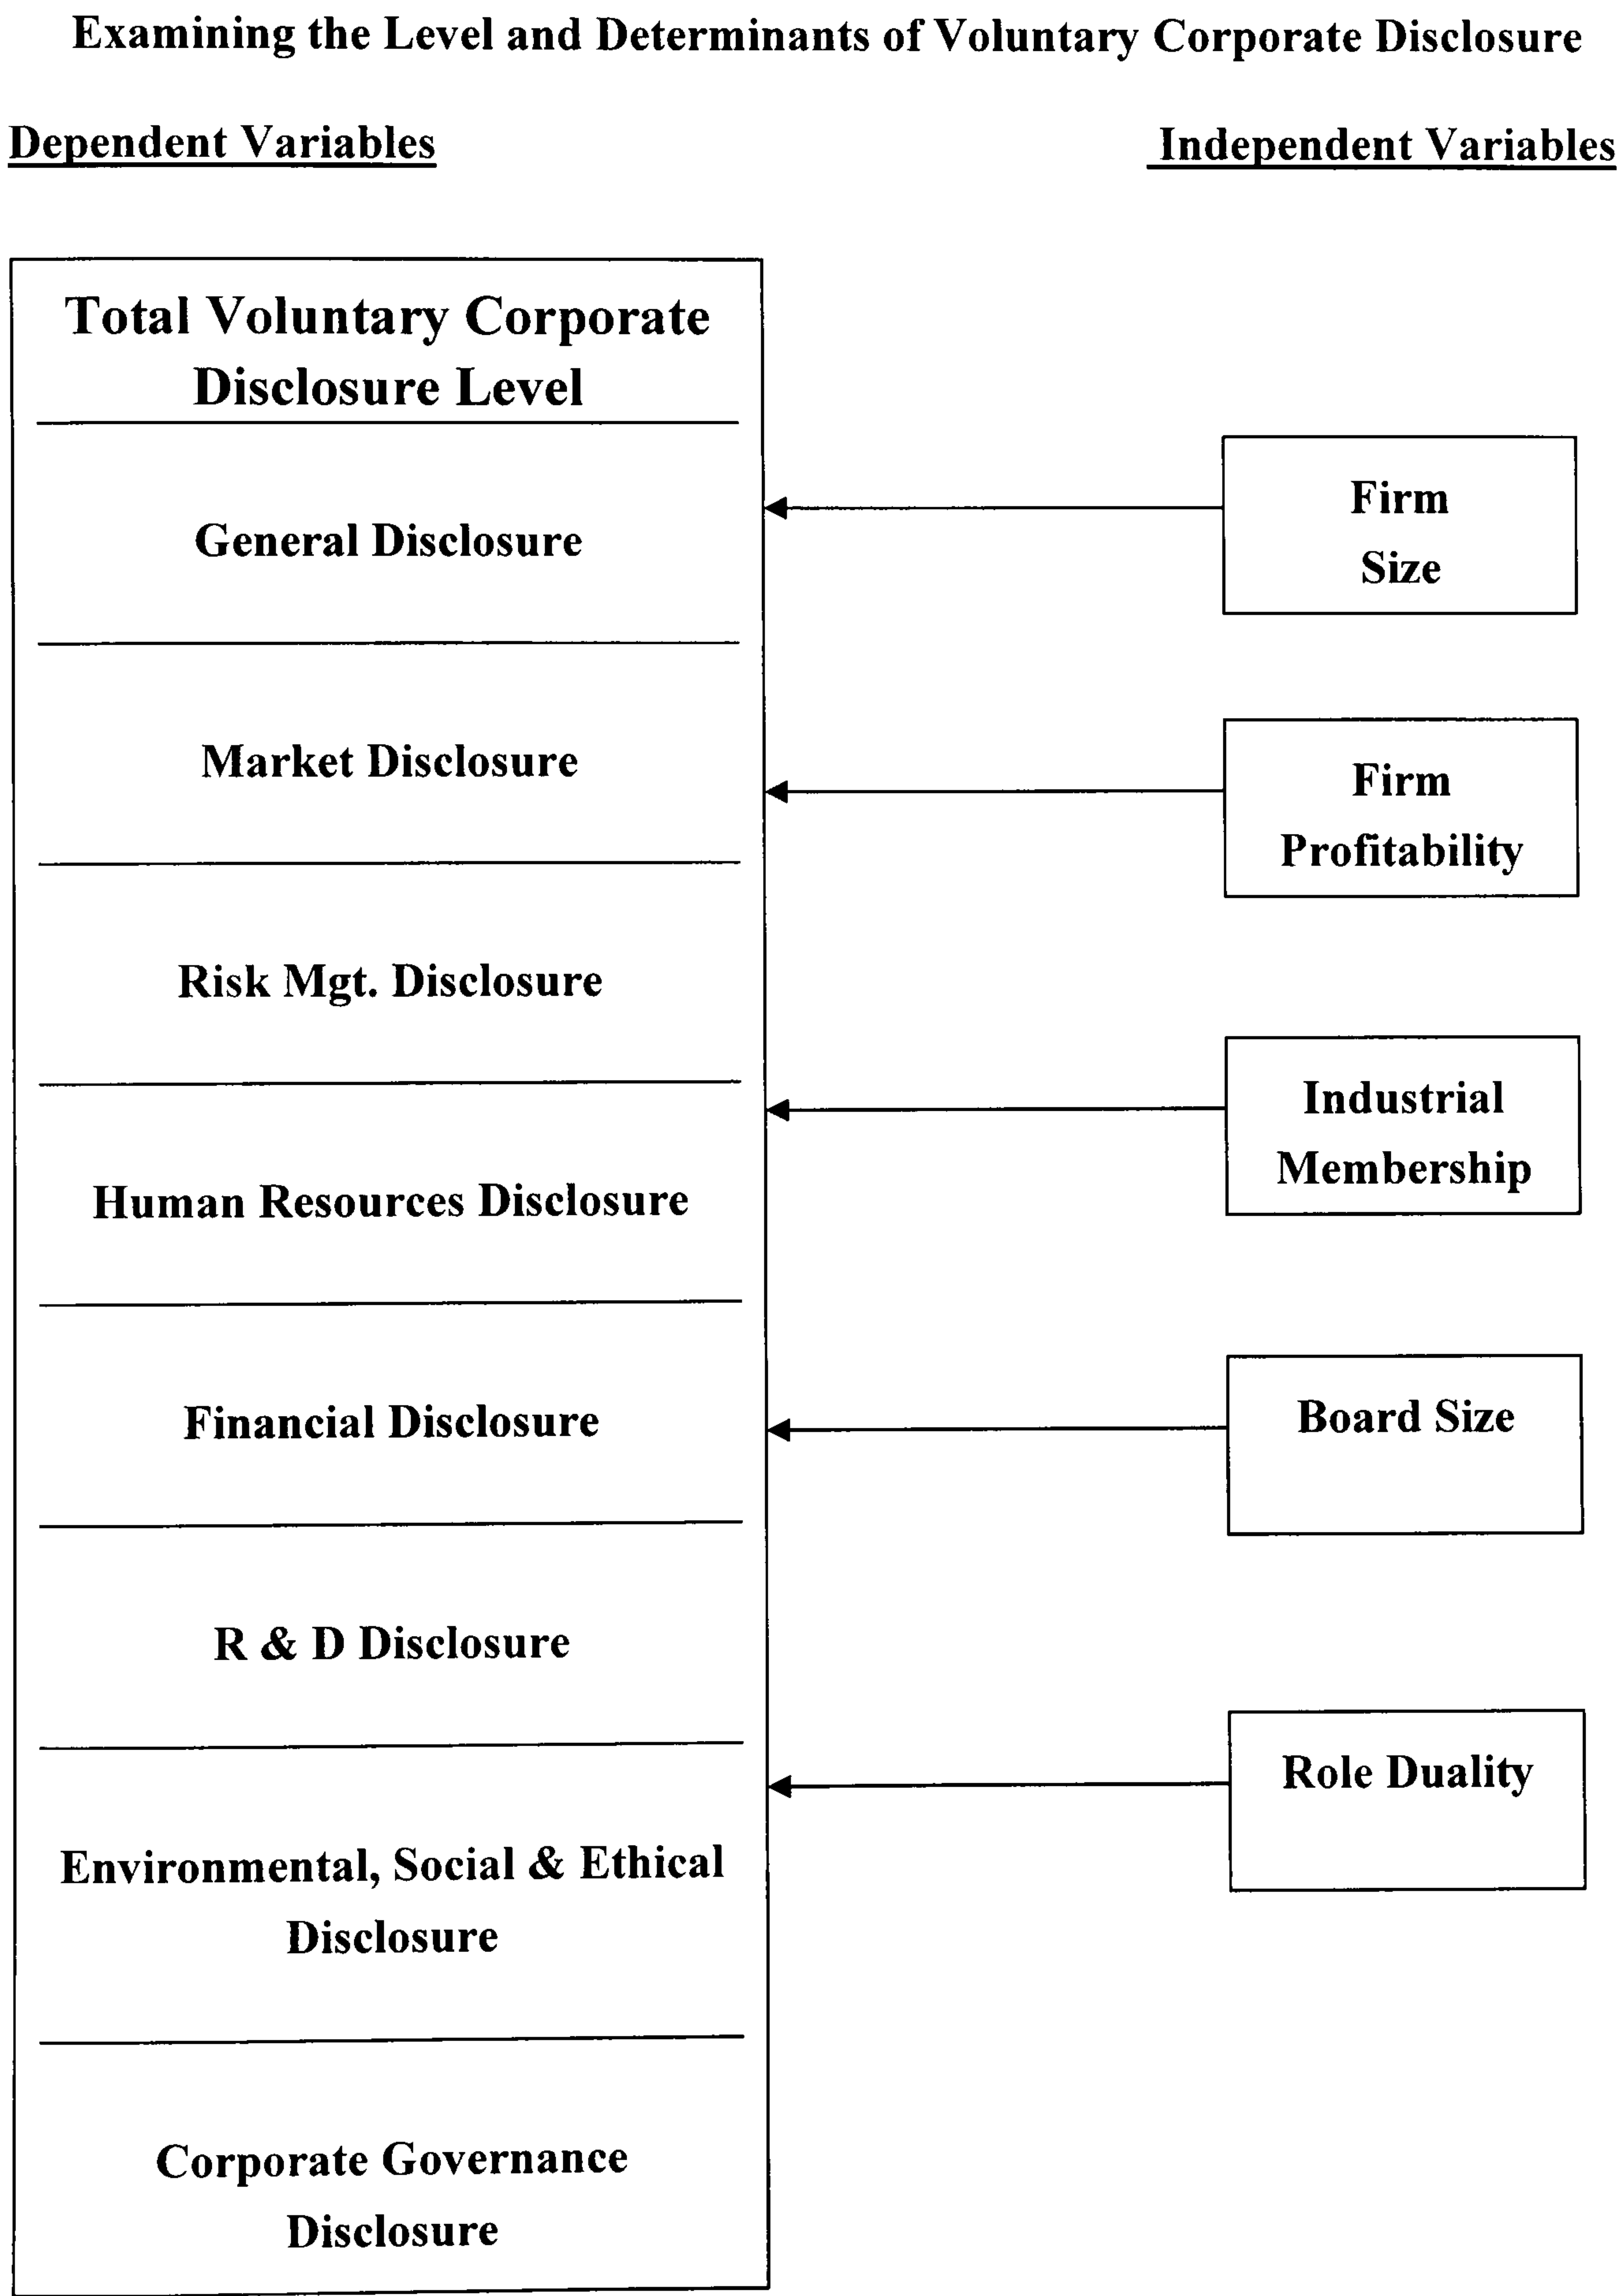 Examining the Level and Determinants of Voluntary Corporate Disclosure
Dependent Variables
Independent Variables
Total Voluntary Corporate
Disclosure Level
General Disclosure
Market Disclosure
Risk Mgt. Disclosure
Human Resources Disclosure
Financial Disclosure
R & D Disclosure
Environmental, Social & Ethical
Disclosure
Corporate Governance
Disclosure
Firm
Size
Firm
Profitability
Industrial
Membership
Board Size
Role Duality